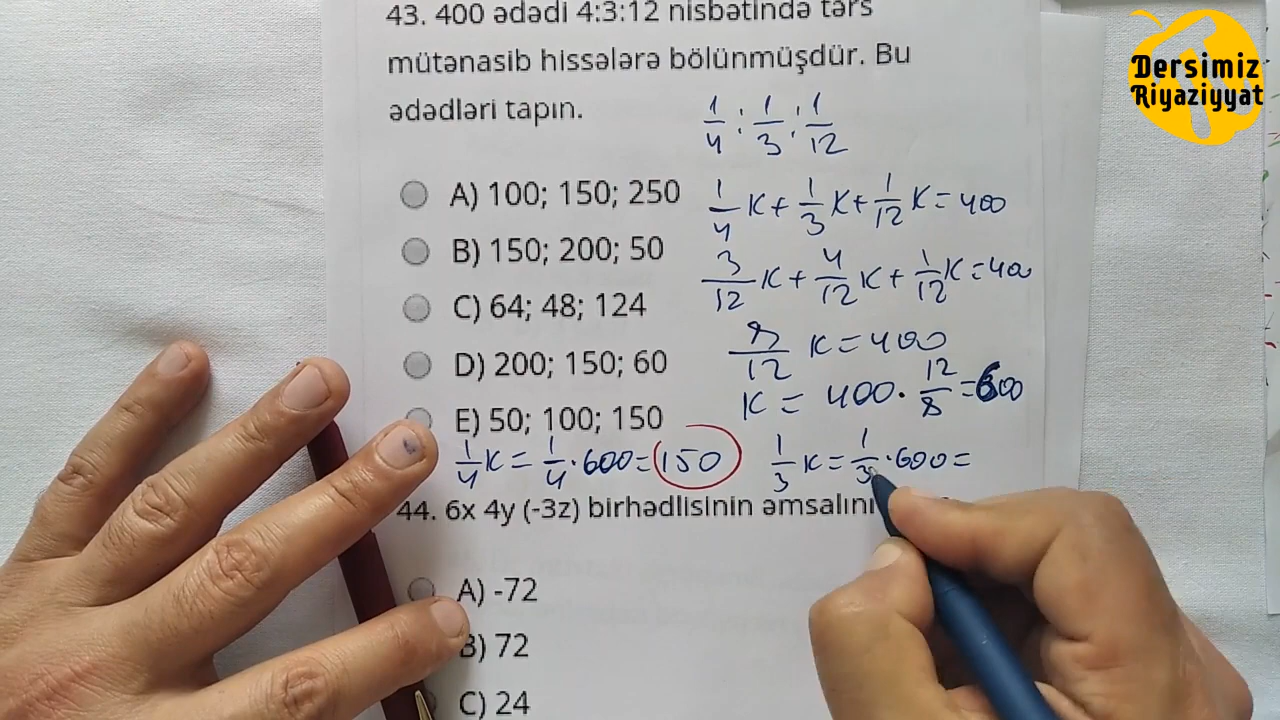 Dersimiz
Riyaziyyat
43. 400 ədədi 4:3:12 nisbətində tərs
mütənasib hissələrə bölünmüşdür. Bu
ədədləri tapın.
1/4 : 1/3 : 1/12
A) 100; 150; 250
1/4 K + 1/3 K + 1/12 K = 400
B) 150; 200; 50
3/12 K + 4/12 K + 1/12 K = 400
C) 64; 48; 124
8/12 K = 400
D) 200; 150; 60
K = 400 · 12/8 = 600
E) 50; 100; 150
1/4 K = 1/4 · 600 = 150
1/3 K = 1/3 · 600 =
44. 6x 4y (-3z) birhədlisinin əmsalını
A) -72
B) 72
C) 24